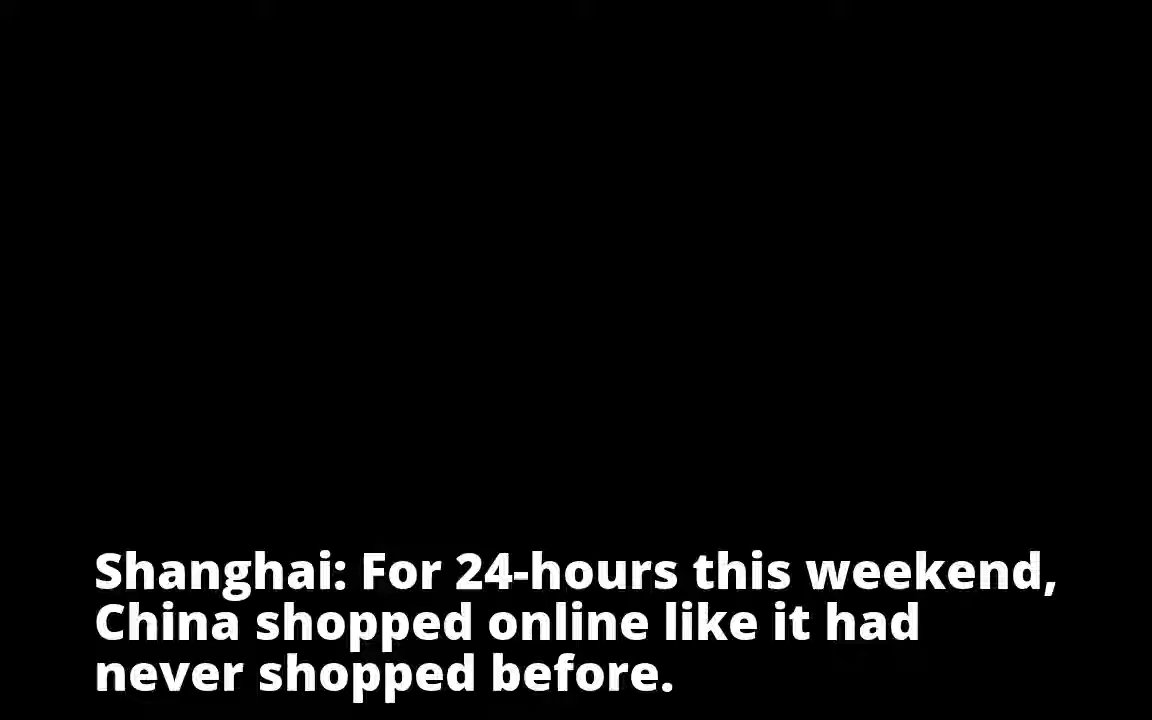 Shanghai: For 24-hours this weekend,
China shopped online like it had
never shopped before.